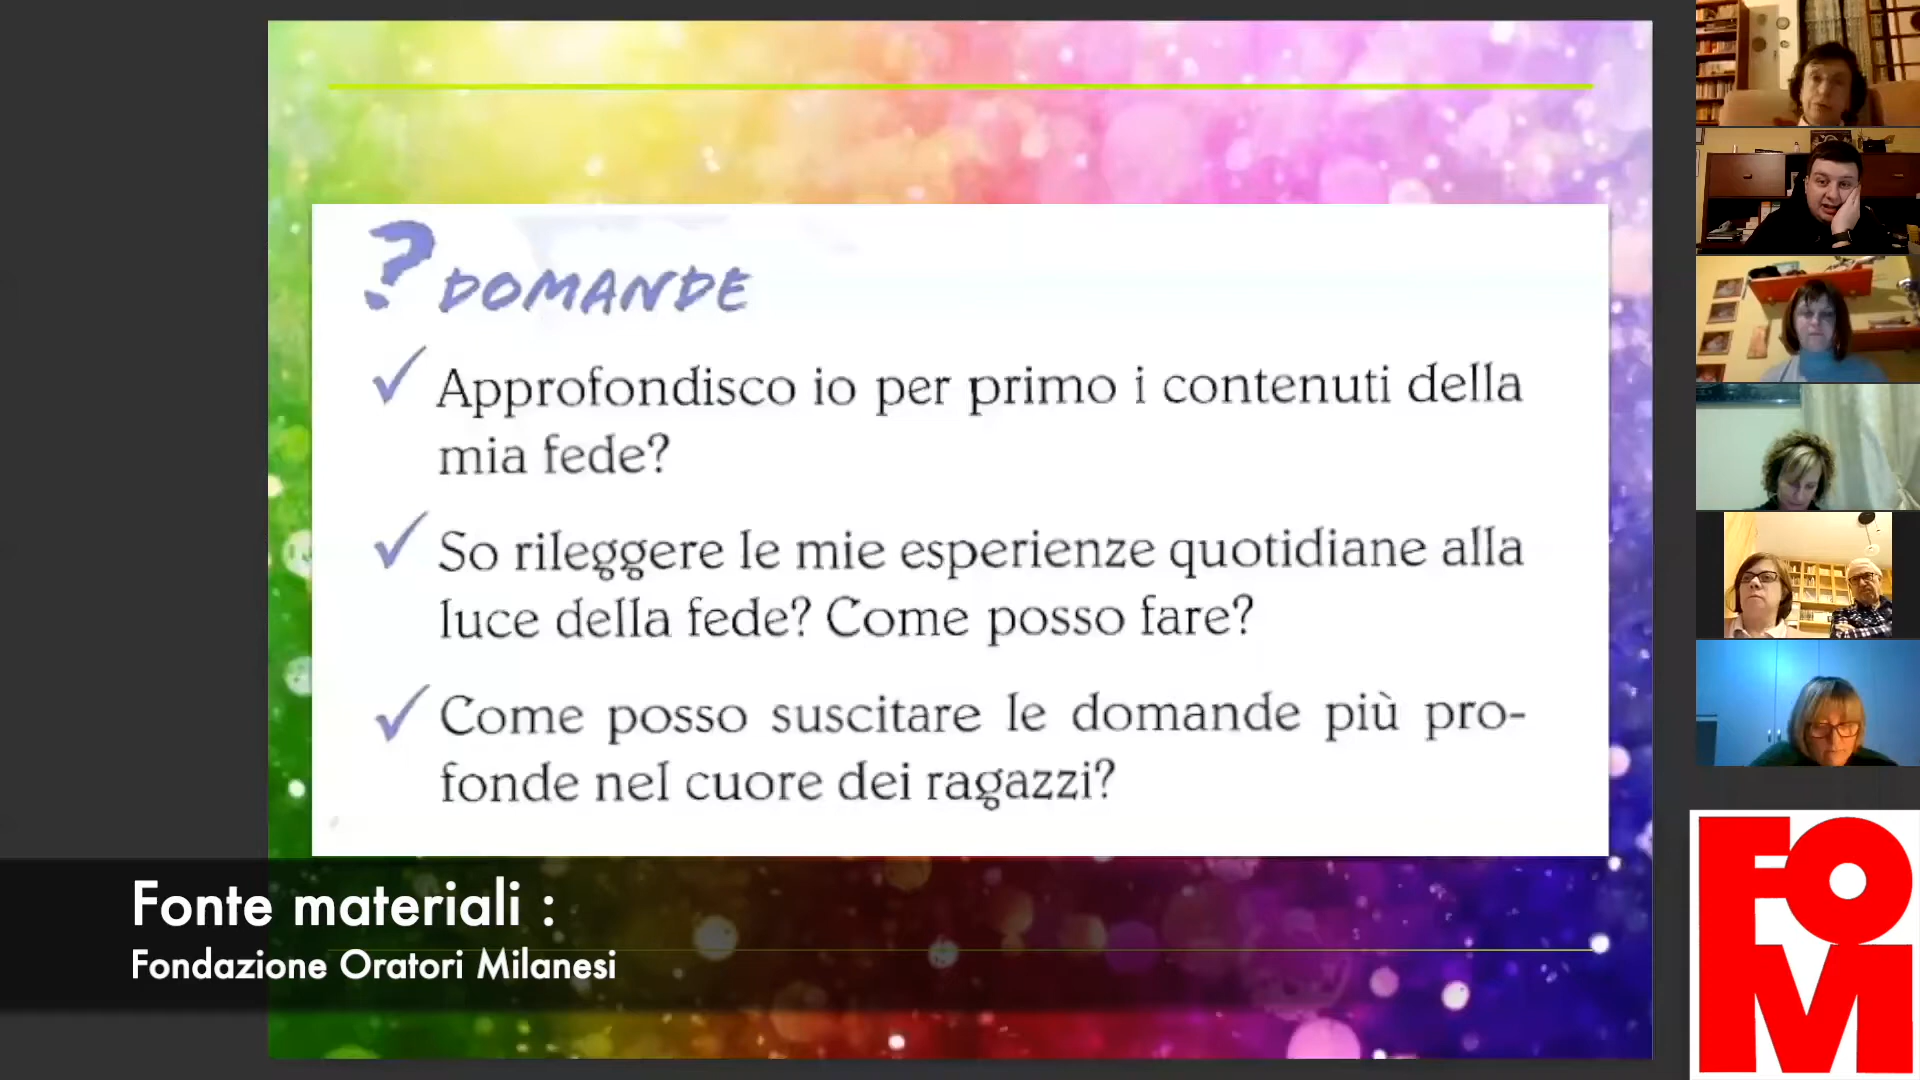 ? DOMANDE
✓ Approfondisco io per primo i contenuti della
mia fede?
✓ So rileggere le mie esperienze quotidiane alla
luce della fede? Come posso fare?
✓ Come posso suscitare le domande più pro-
fonde nel cuore dei ragazzi?
Fonte materiali :
Fondazione Oratori Milanesi
FOM